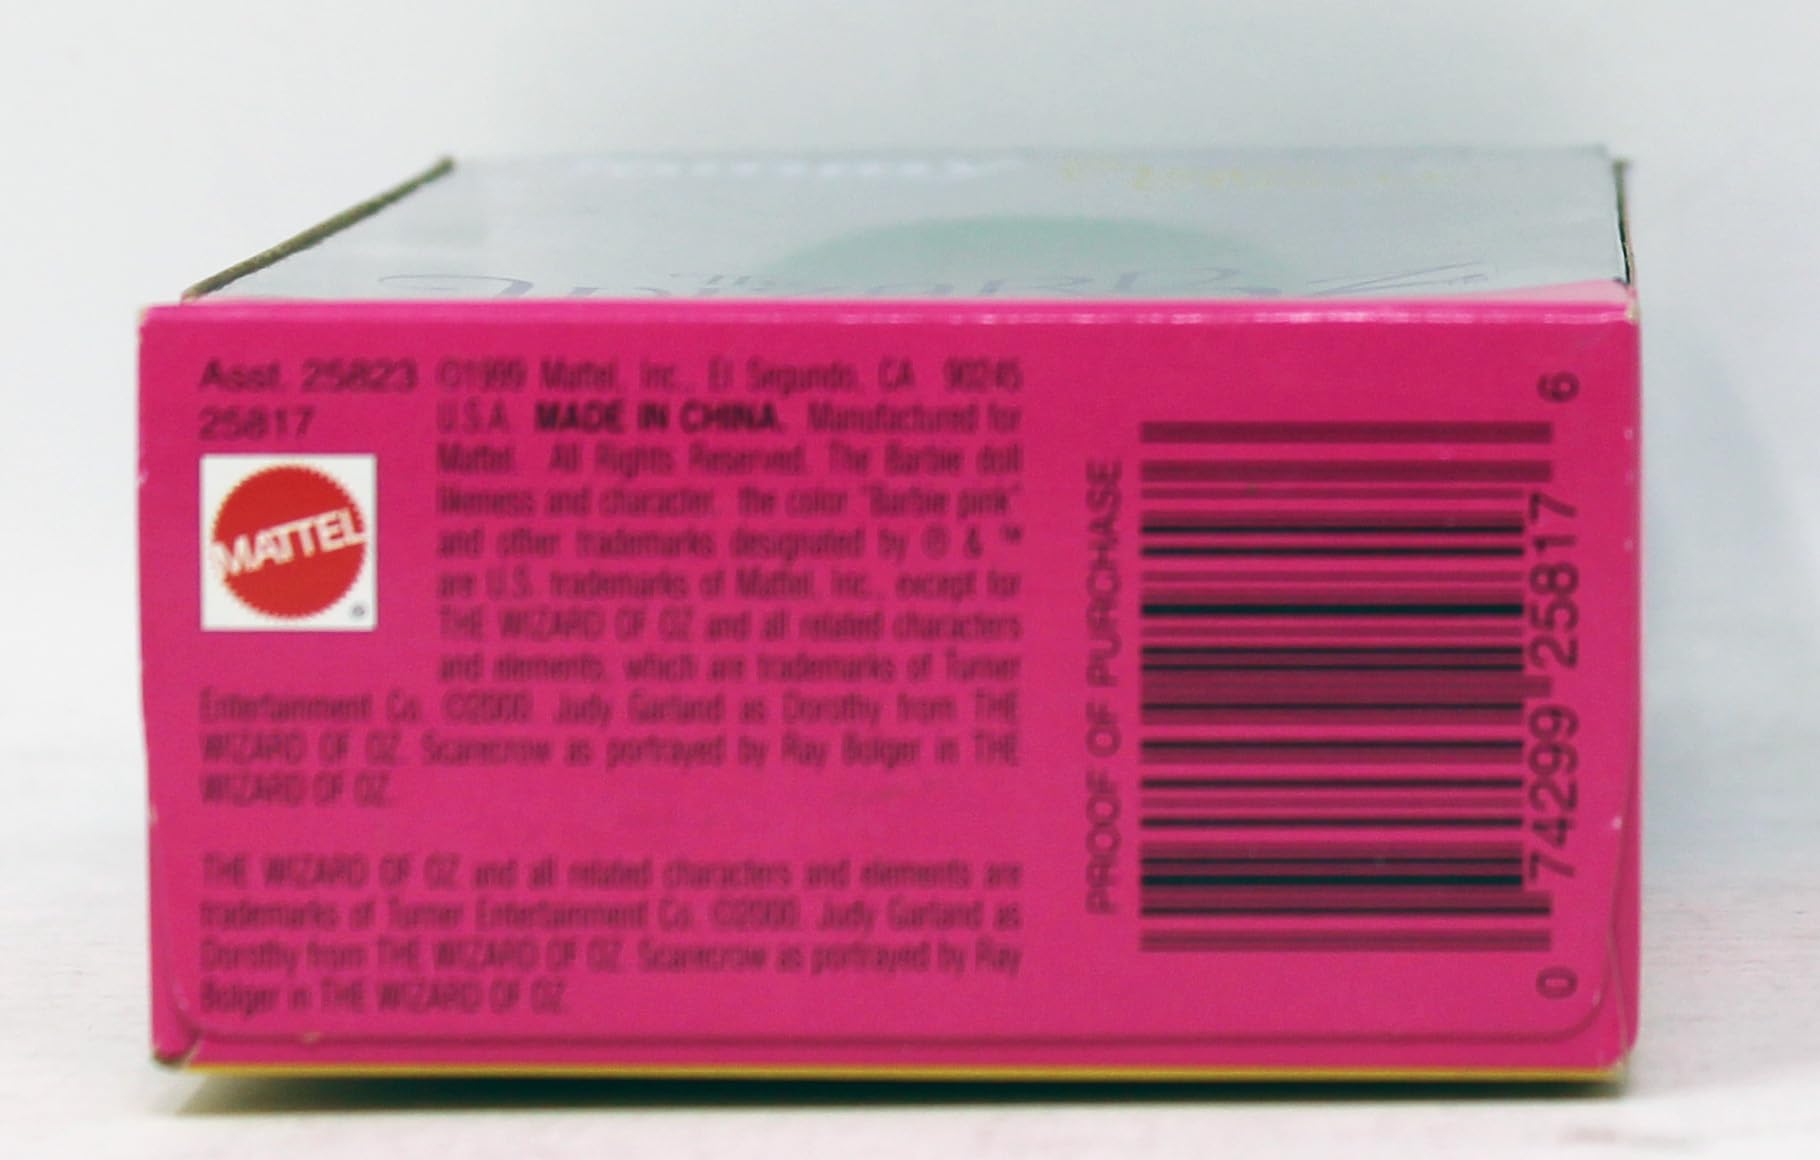 THE WIZARD OF
Asst. 25823
25817
MATTEL
®
©1999 Mattel, Inc., El Segundo, CA 90245
U.S.A. MADE IN CHINA. Manufactured for
Mattel. All Rights Reserved. The Barbie doll
likeness and character, the color "Barbie pink"
and other trademarks designated by ® & ™
are U.S. trademarks of Mattel, Inc., except for
THE WIZARD OF OZ and all related characters
and elements, which are trademarks of Turner
Entertainment Co. ©2000. Judy Garland as Dorothy from THE
WIZARD OF OZ. Scarecrow as portrayed by Ray Bolger in THE
WIZARD OF OZ.
THE WIZARD OF OZ and all related characters and elements are
trademarks of Turner Entertainment Co. ©2000. Judy Garland as
Dorothy from THE WIZARD OF OZ. Scarecrow as portrayed by Ray
Bolger in THE WIZARD OF OZ.
PROOF OF PURCHASE
0 74299 25817 6